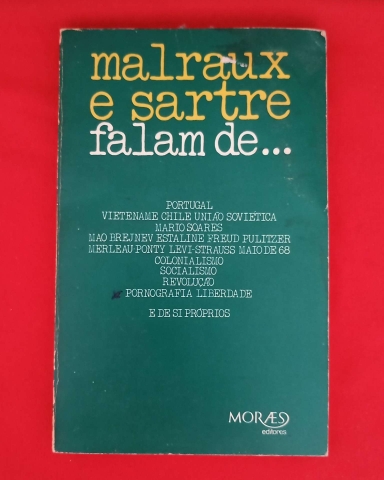 malraux
e sartre
falam de...
PORTUGAL
VIETENAME CHILE UNIÃO SOVIÉTICA
MARIO SOARES
MAO BREJNEV ESTALINE FREUD PULITZER
MERLEAU PONTY LEVI-STRAUSS MAIO DE 68
COLONIALISMO
SOCIALISMO
REVOLUÇÃO
PORNOGRAFIA LIBERDADE
E DE SI PRÓPRIOS
MORÆS
editores